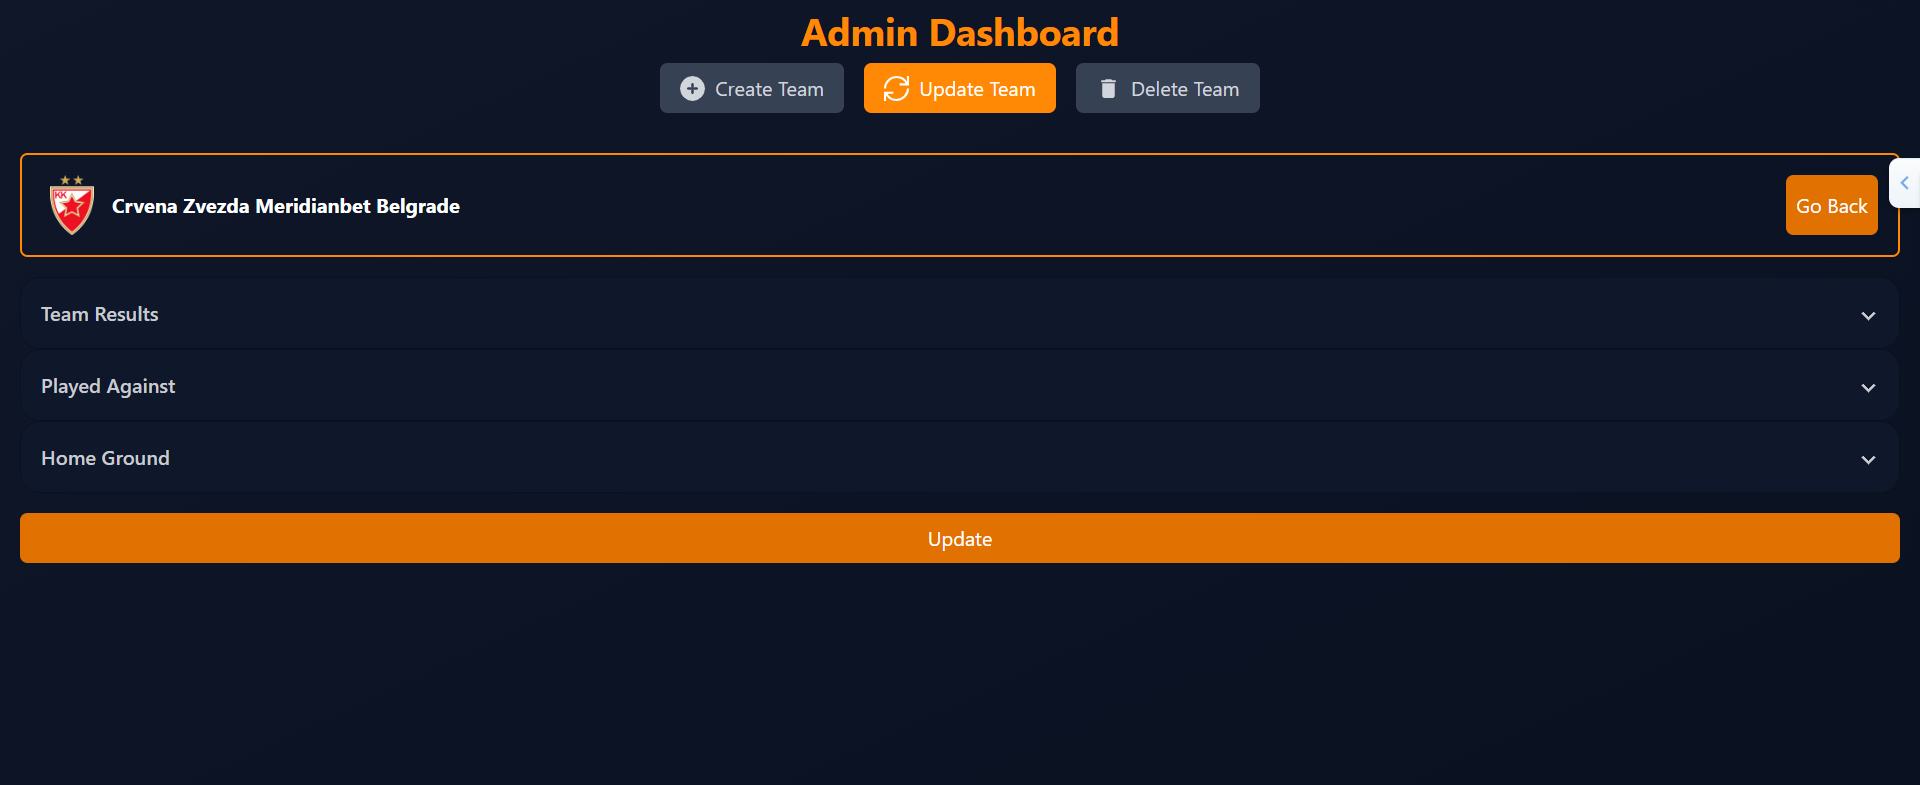 Admin Dashboard
Create Team
Update Team
Delete Team
KK
Crvena Zvezda Meridianbet Belgrade
Go Back
Team Results
Played Against
Home Ground
Update